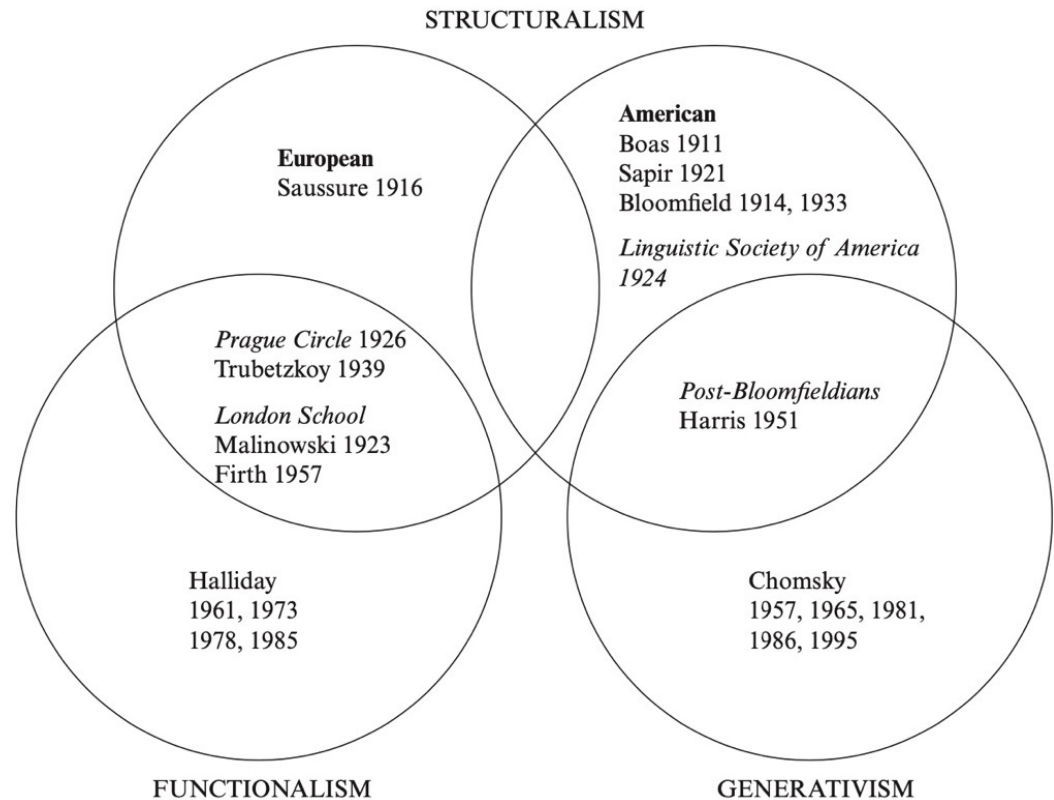 STRUCTURALISM
European
Saussure 1916
American
Boas 1911
Sapir 1921
Bloomfield 1914, 1933
Linguistic Society of America
1924
Prague Circle 1926
Trubetzkoy 1939
London School
Malinowski 1923
Firth 1957
Post-Bloomfieldians
Harris 1951
Halliday
1961, 1973
1978, 1985
Chomsky
1957, 1965, 1981,
1986, 1995
FUNCTIONALISM
GENERATIVISM